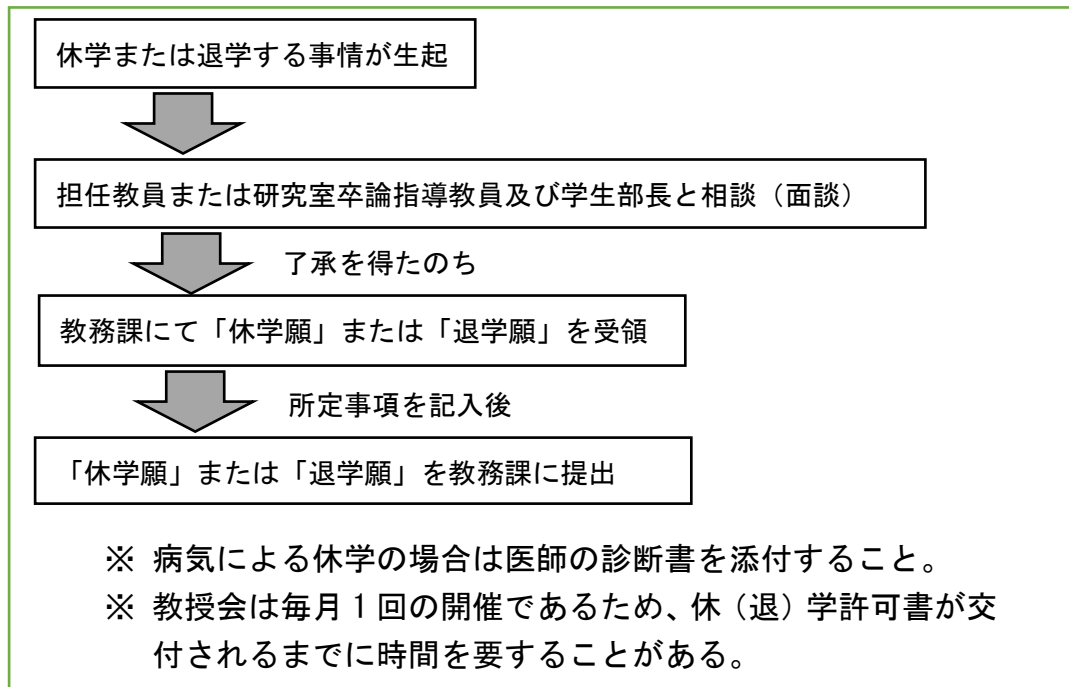 休学または退学する事情が生起
担任教員または研究室卒論指導教員及び学生部長と相談（面談）
了承を得たのち
教務課にて「休学願」または「退学願」を受領
所定事項を記入後
「休学願」または「退学願」を教務課に提出
※ 病気による休学の場合は医師の診断書を添付すること。
※ 教授会は毎月１回の開催であるため、休（退）学許可書が交
付されるまでに時間を要することがある。